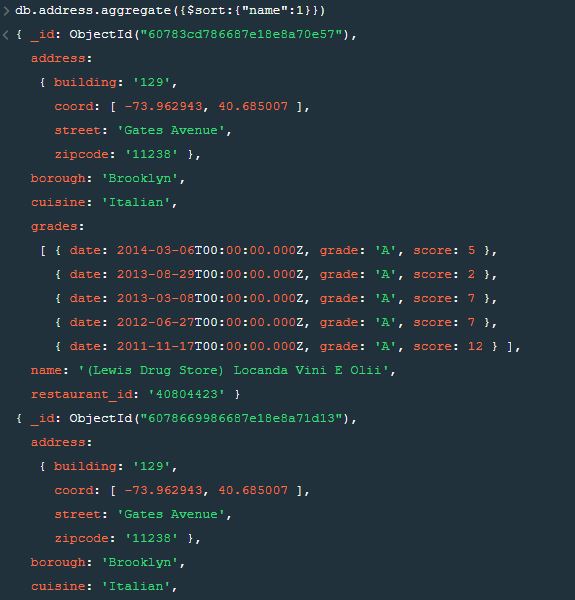 > db.address.aggregate({$sort:{"name":1}})
< { _id: ObjectId("60783cd786687e18e8a70e57"),
address:
{ building: '129',
coord: [ -73.962943, 40.685007 ],
street: 'Gates Avenue',
zipcode: '11238' },
borough: 'Brooklyn',
cuisine: 'Italian',
grades:
[ { date: 2014-03-06T00:00:00.000Z, grade: 'A', score: 5 },
{ date: 2013-08-29T00:00:00.000Z, grade: 'A', score: 2 },
{ date: 2013-03-08T00:00:00.000Z, grade: 'A', score: 7 },
{ date: 2012-06-27T00:00:00.000Z, grade: 'A', score: 7 },
{ date: 2011-11-17T00:00:00.000Z, grade: 'A', score: 12 } ],
name: '(Lewis Drug Store) Locanda Vini E Olii',
restaurant_id: '40804423' }
{ _id: ObjectId("6078669986687e18e8a71d13"),
address:
{ building: '129',
coord: [ -73.962943, 40.685007 ],
street: 'Gates Avenue',
zipcode: '11238' },
borough: 'Brooklyn',
cuisine: 'Italian',